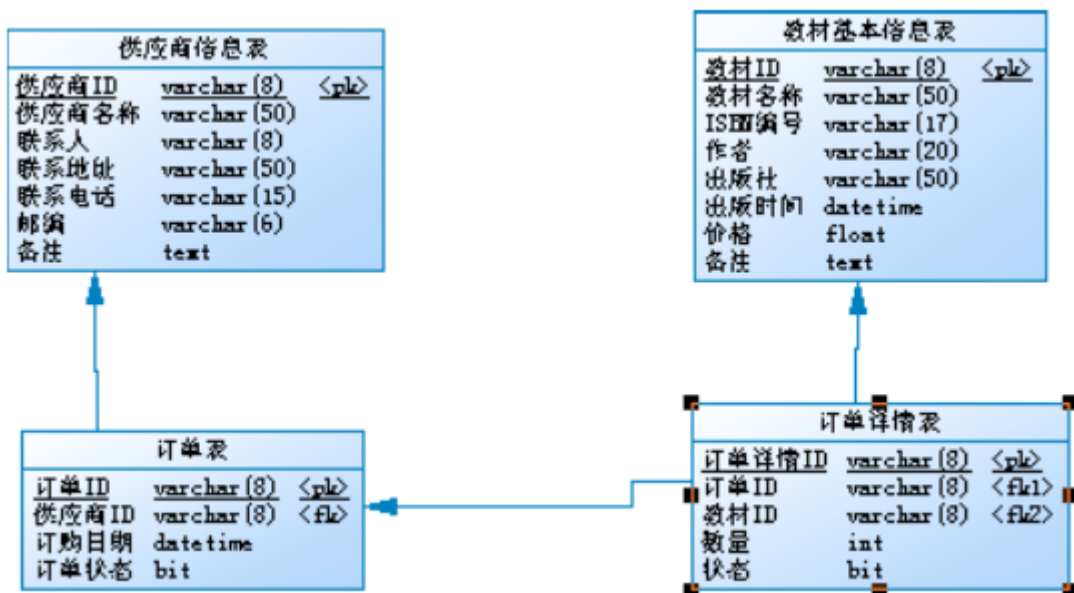 供应商信息表
供应商ID varchar(8) <pk>
供应商名称 varchar(50)
联系人 varchar(8)
联系地址 varchar(50)
联系电话 varchar(15)
邮编 varchar(6)
备注 text
教材基本信息表
教材ID varchar(8) <pk>
教材名称 varchar(50)
ISBN编号 varchar(17)
作者 varchar(20)
出版社 varchar(50)
出版时间 datetime
价格 float
备注 text
订单表
订单ID varchar(8) <pk>
供应商ID varchar(8) <fk>
订购日期 datetime
订单状态 bit
订单详情表
订单详情ID varchar(8) <pk>
订单ID varchar(8) <fk1>
教材ID varchar(8) <fk2>
数量 int
状态 bit